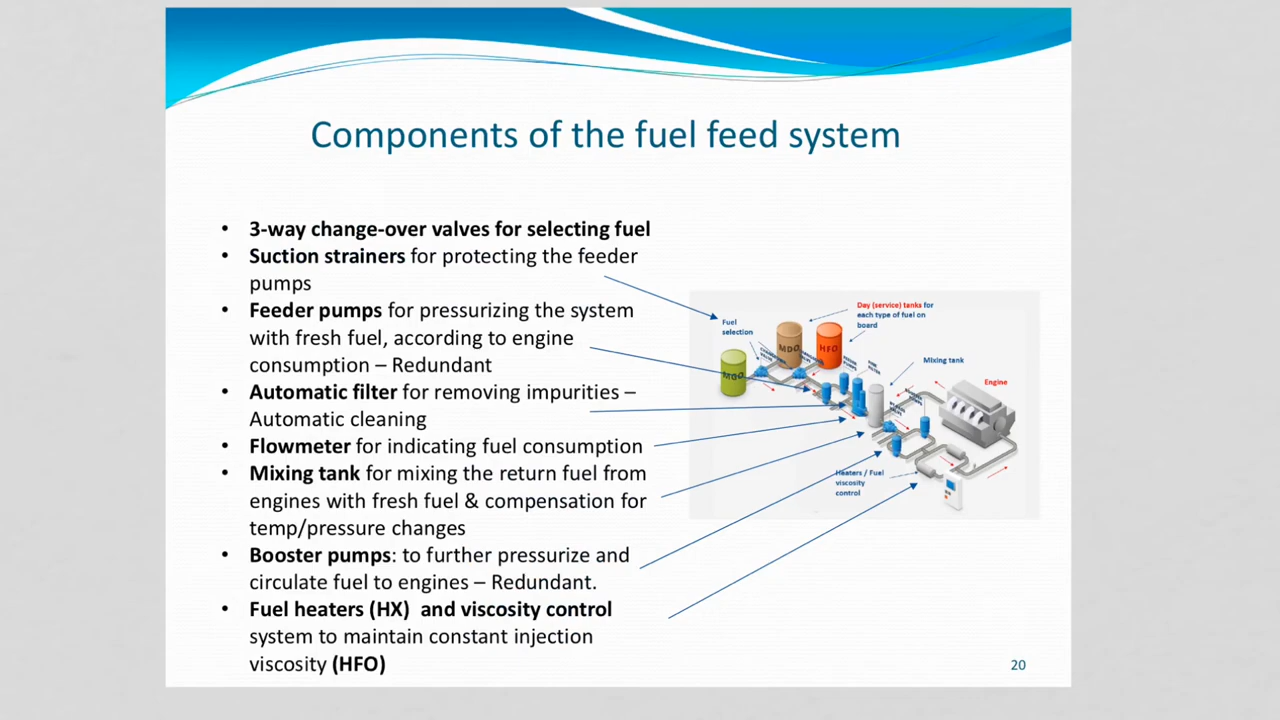 Components of the fuel feed system
• 3-way change-over valves for selecting fuel
• Suction strainers for protecting the feeder
pumps
• Feeder pumps for pressurizing the system
with fresh fuel, according to engine
consumption – Redundant
• Automatic filter for removing impurities –
Automatic cleaning
• Flowmeter for indicating fuel consumption
• Mixing tank for mixing the return fuel from
engines with fresh fuel & compensation for
temp/pressure changes
• Booster pumps: to further pressurize and
circulate fuel to engines – Redundant.
• Fuel heaters (HX) and viscosity control
system to maintain constant injection
viscosity (HFO)
Day (service) tanks for
each type of fuel on
board
Fuel
selection
MDO
HFO
MGO
Mixing tank
Engine
Heaters / Fuel
viscosity
control
20